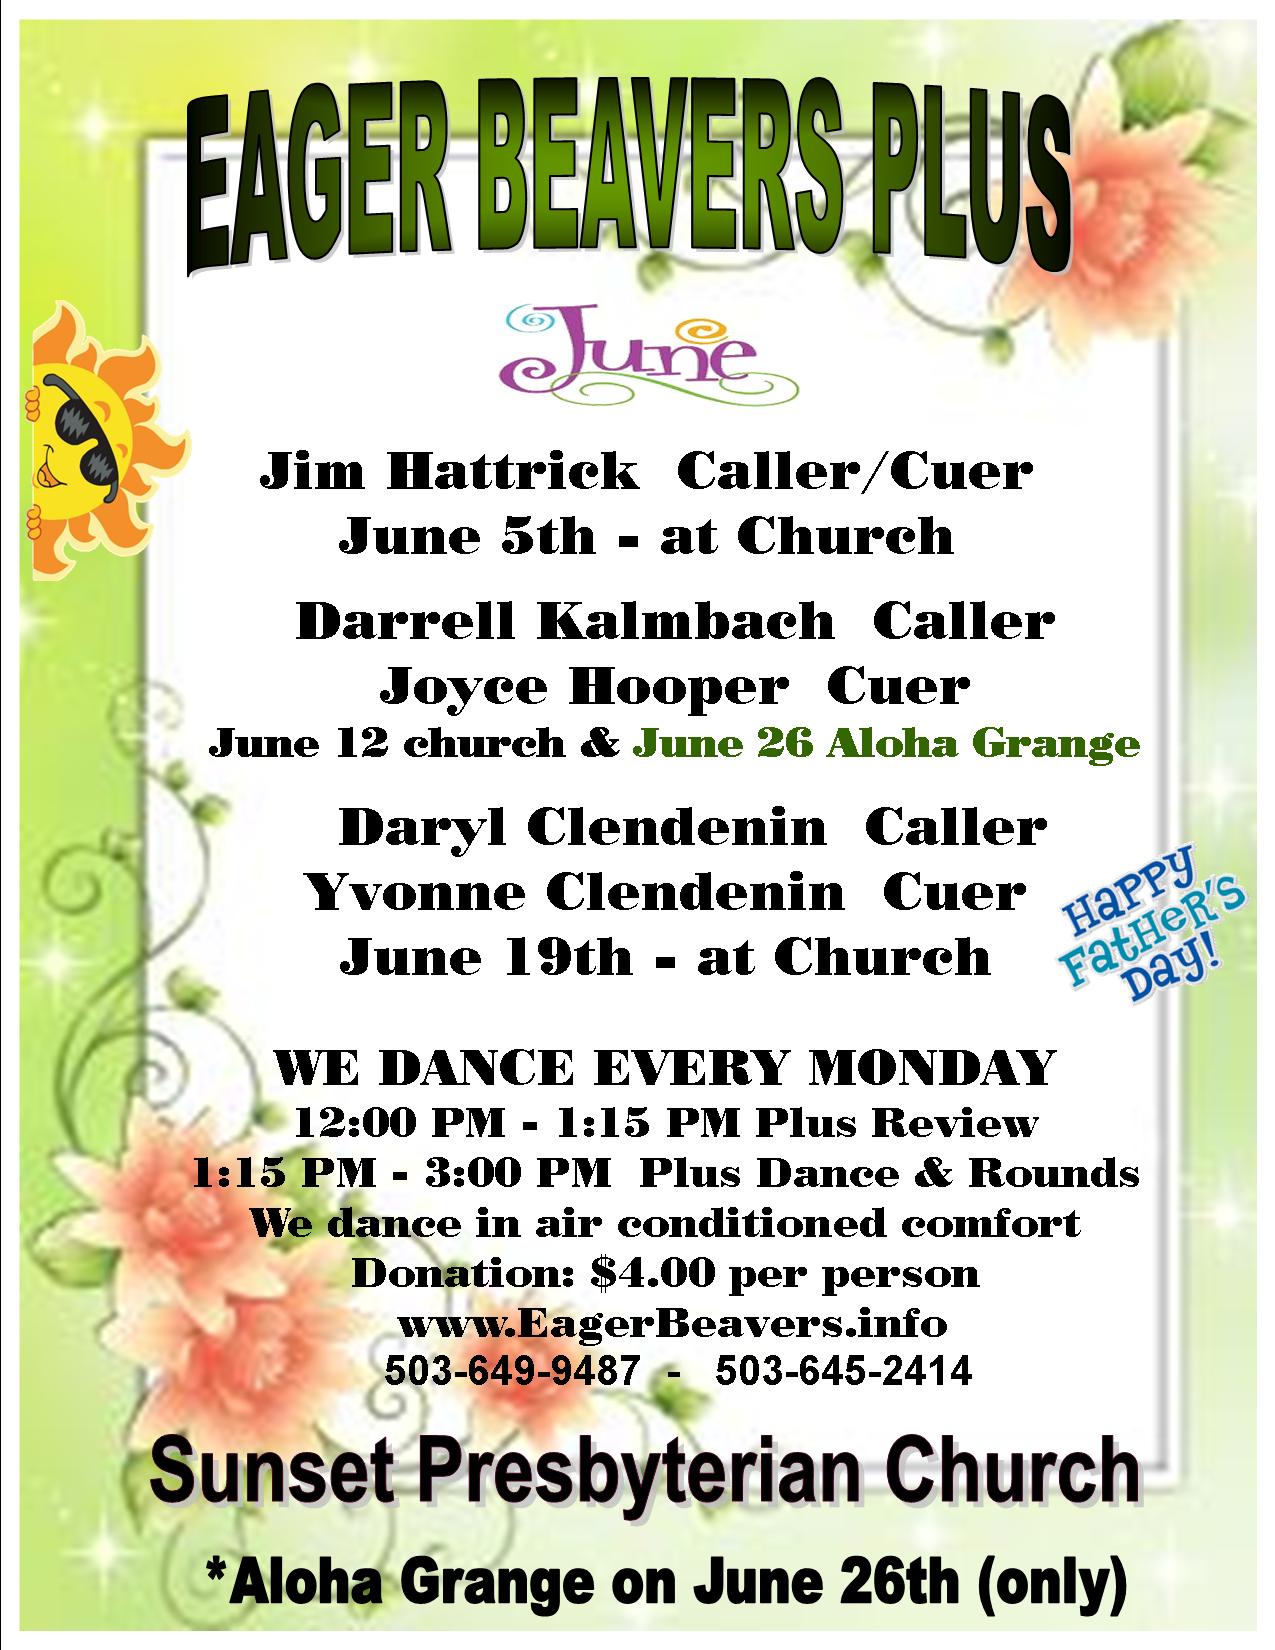 EAGER BEAVERS PLUS
June
Jim Hattrick Caller/Cuer
June 5th - at Church
Darrell Kalmbach Caller
Joyce Hooper Cuer
June 12 church & June 26 Aloha Grange
Daryl Clendenin Caller
Yvonne Clendenin Cuer
June 19th - at Church
HAPPY
FATHER'S
DAY!
WE DANCE EVERY MONDAY
12:00 PM - 1:15 PM Plus Review
1:15 PM - 3:00 PM Plus Dance & Rounds
We dance in air conditioned comfort
Donation: $4.00 per person
www.EagerBeavers.info
503-649-9487 - 503-645-2414
Sunset Presbyterian Church
*Aloha Grange on June 26th (only)